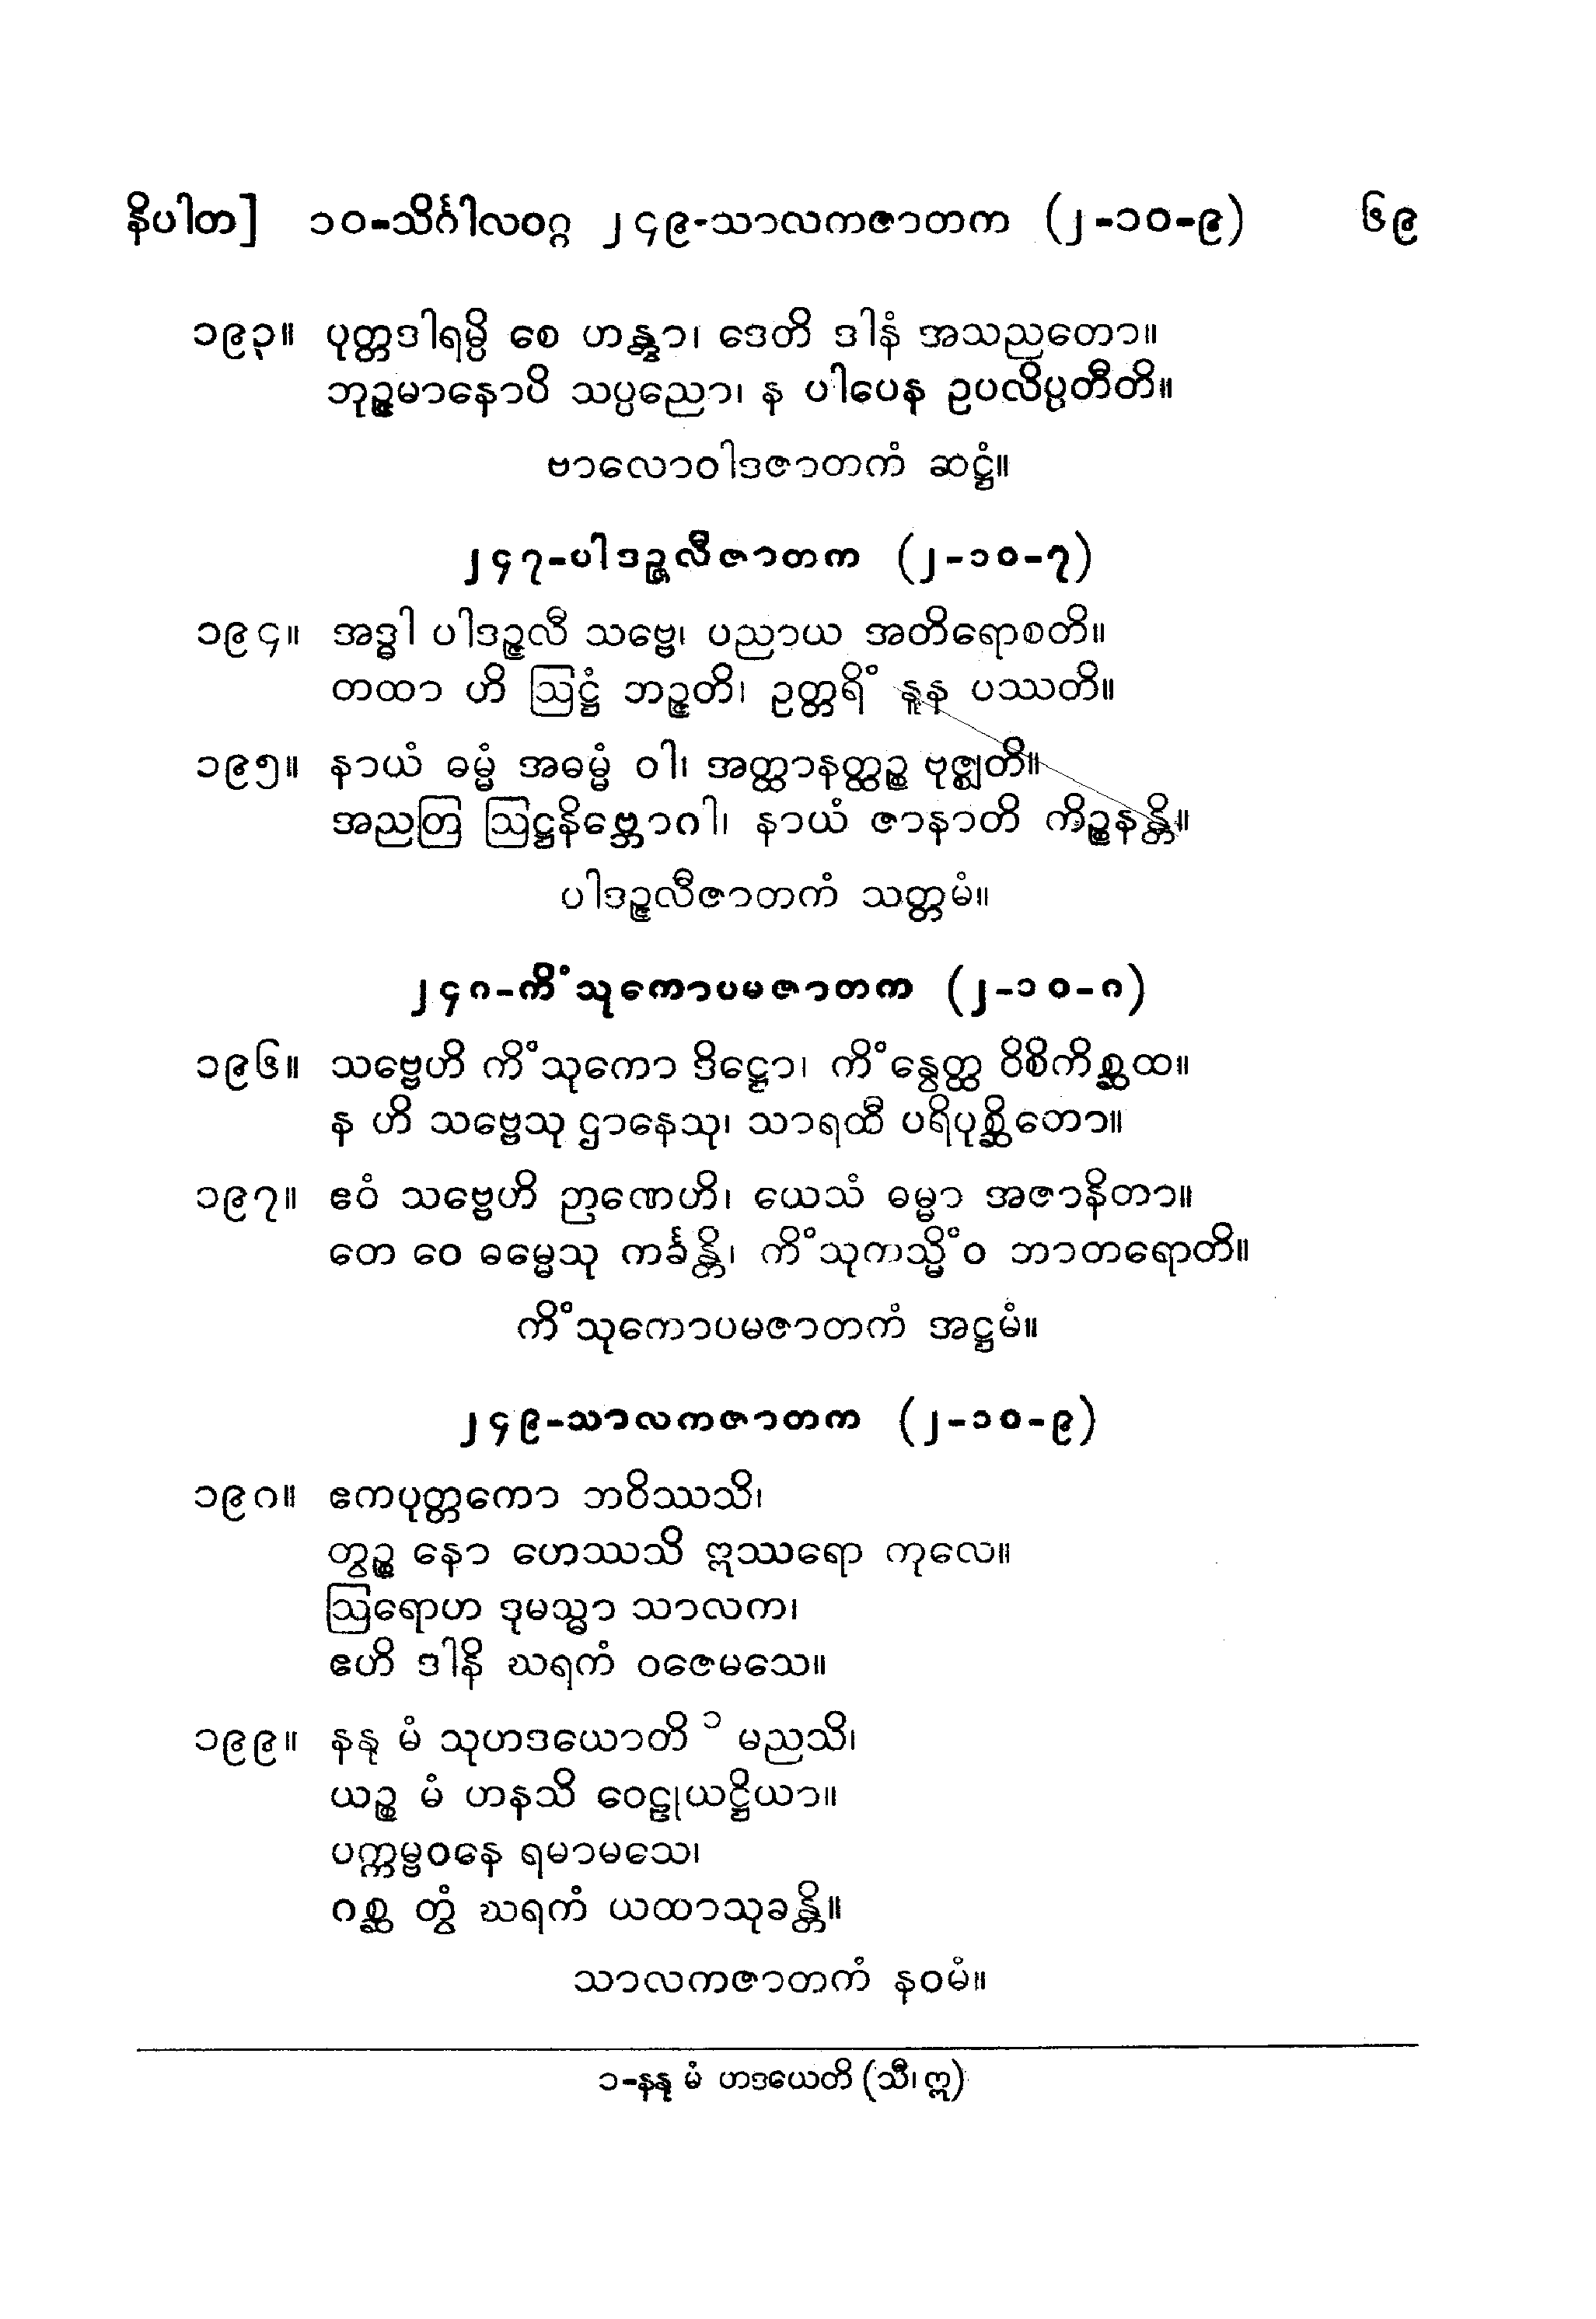 နိပါတ] ၁၀-သိင်္ဂါလဝဂ္ဂ ၂၄၉-သာလကဇာတက (၂-၁၀-၉) ၆၉
၁၉၃။ ပုတ္တဒါရမ္ပိ စေ ဟန္တွာ၊ ဒေတိ ဒါနံ အသညတော။
ဘုဉ္ဇမာနောပိ သပ္ပညော၊ န ပါပေန ဥပလိပ္ပတီတိ။
ဗာလောဝါဒဇာတကံ ဆဋ္ဌံ။
၂၄၇-ပါဒဉ္ဇလီဇာတက (၂-၁၀-၇)
၁၉၄။ အဒ္ဓါ ပါဒဉ္ဇလီ သဗ္ဗေ၊ ပညာယ အတိရောစတိ။
တထာ ဟိ ဩဋ္ဌံ ဘဉ္ဇတိ၊ ဥတ္တရိံ နူန ပဿတိ။
၁၉၅။ နာယံ ဓမ္မံ အဓမ္မံ ဝါ၊ အတ္ထာနတ္ထဉ္စ ဗုဇ္ဈတိ။
အညတြ ဩဋ္ဌနိဗ္ဘောဂါ၊ နာယံ ဇာနာတိ ကိဉ္စနန္တိ။
ပါဒဉ္ဇလီဇာတကံ သတ္တမံ။
၂၄၈-ကိံသုကောပမဇာတက (၂-၁၀-၈)
၁၉၆။ သဗ္ဗေဟိ ကိံသုကော ဒိဋ္ဌော၊ ကိံနွေတ္ထ ဝိစိကိစ္ဆထ။
န ဟိ သဗ္ဗေသု ဌာနေသု၊ သာရထီ ပရိပုစ္ဆိတော။
၁၉၇။ ဧဝံ သဗ္ဗေဟိ ဉာဏေဟိ၊ ယေသံ ဓမ္မာ အဇာနိတာ။
တေ ဝေ ဓမ္မေသု ကင်္ခန္တိ၊ ကိံသုကသ္မိံဝ ဘာတရောတိ။
ကိံသုကောပမဇာတကံ အဋ္ဌမံ။
၂၄၉-သာလကဇာတက (၂-၁၀-၉)
၁၉၈။ ဧကပုတ္တကော ဘဝိဿသိ၊
တွဉ္စ နော ဟေဿသိ ဣဿရော ကုလေ။
ဩရောဟ ဒုမသ္မာ သာလက၊
ဧဟိ ဒါနိ ဃရကံ ဝဇေမသေ။
၁၉၉။ နနု မံ သုဟဒယောတိ ၁ မညသိ၊
ယဉ္စ မံ ဟနသိ ဝေဠုယဋ္ဌိယာ။
ပက္ကမ္ဗဝနေ ရမာမသေ၊
ဂစ္ဆ တွံ ဃရကံ ယထာသုခန္တိ။
သာလကဇာတကံ နဝမံ။
၁-နနု မံ ဟဒယေတိ (သီ၊ ဣ)